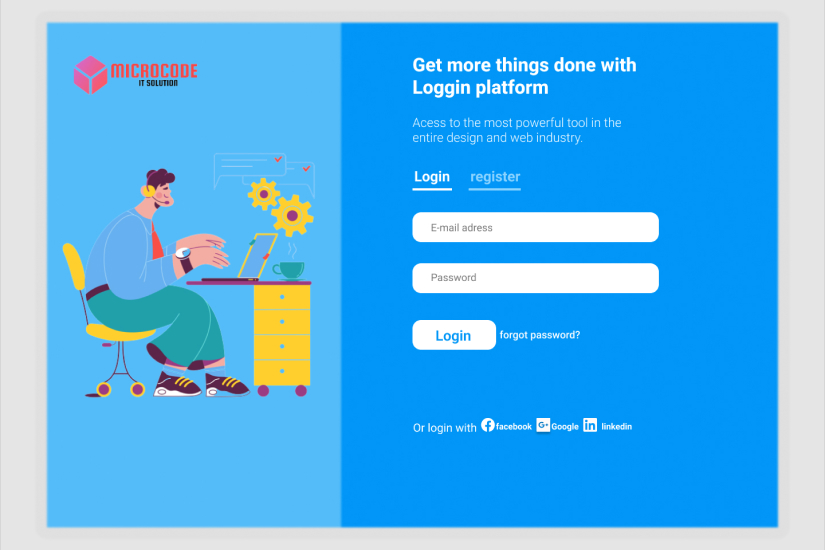 MICROCODE
IT SOLUTION
Get more things done with
Loggin platform
Acess to the most powerful tool in the
entire design and web industry.
Login register
E-mail adress
Password
Login forgot password?
Or login with facebook G+ Google in linkedin